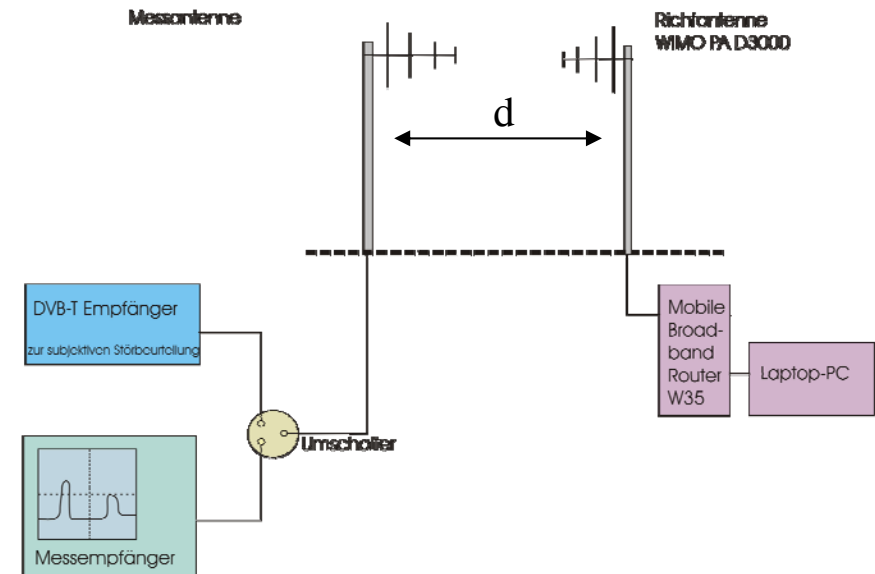 Messantenne
Richtantenne
WIMO PA D3000
d
DVB-T Empfänger
zur subjektiven Störbeurteilung
Umschalter
Messempfänger
Mobile
Broad-
band
Router
W35
Laptop-PC